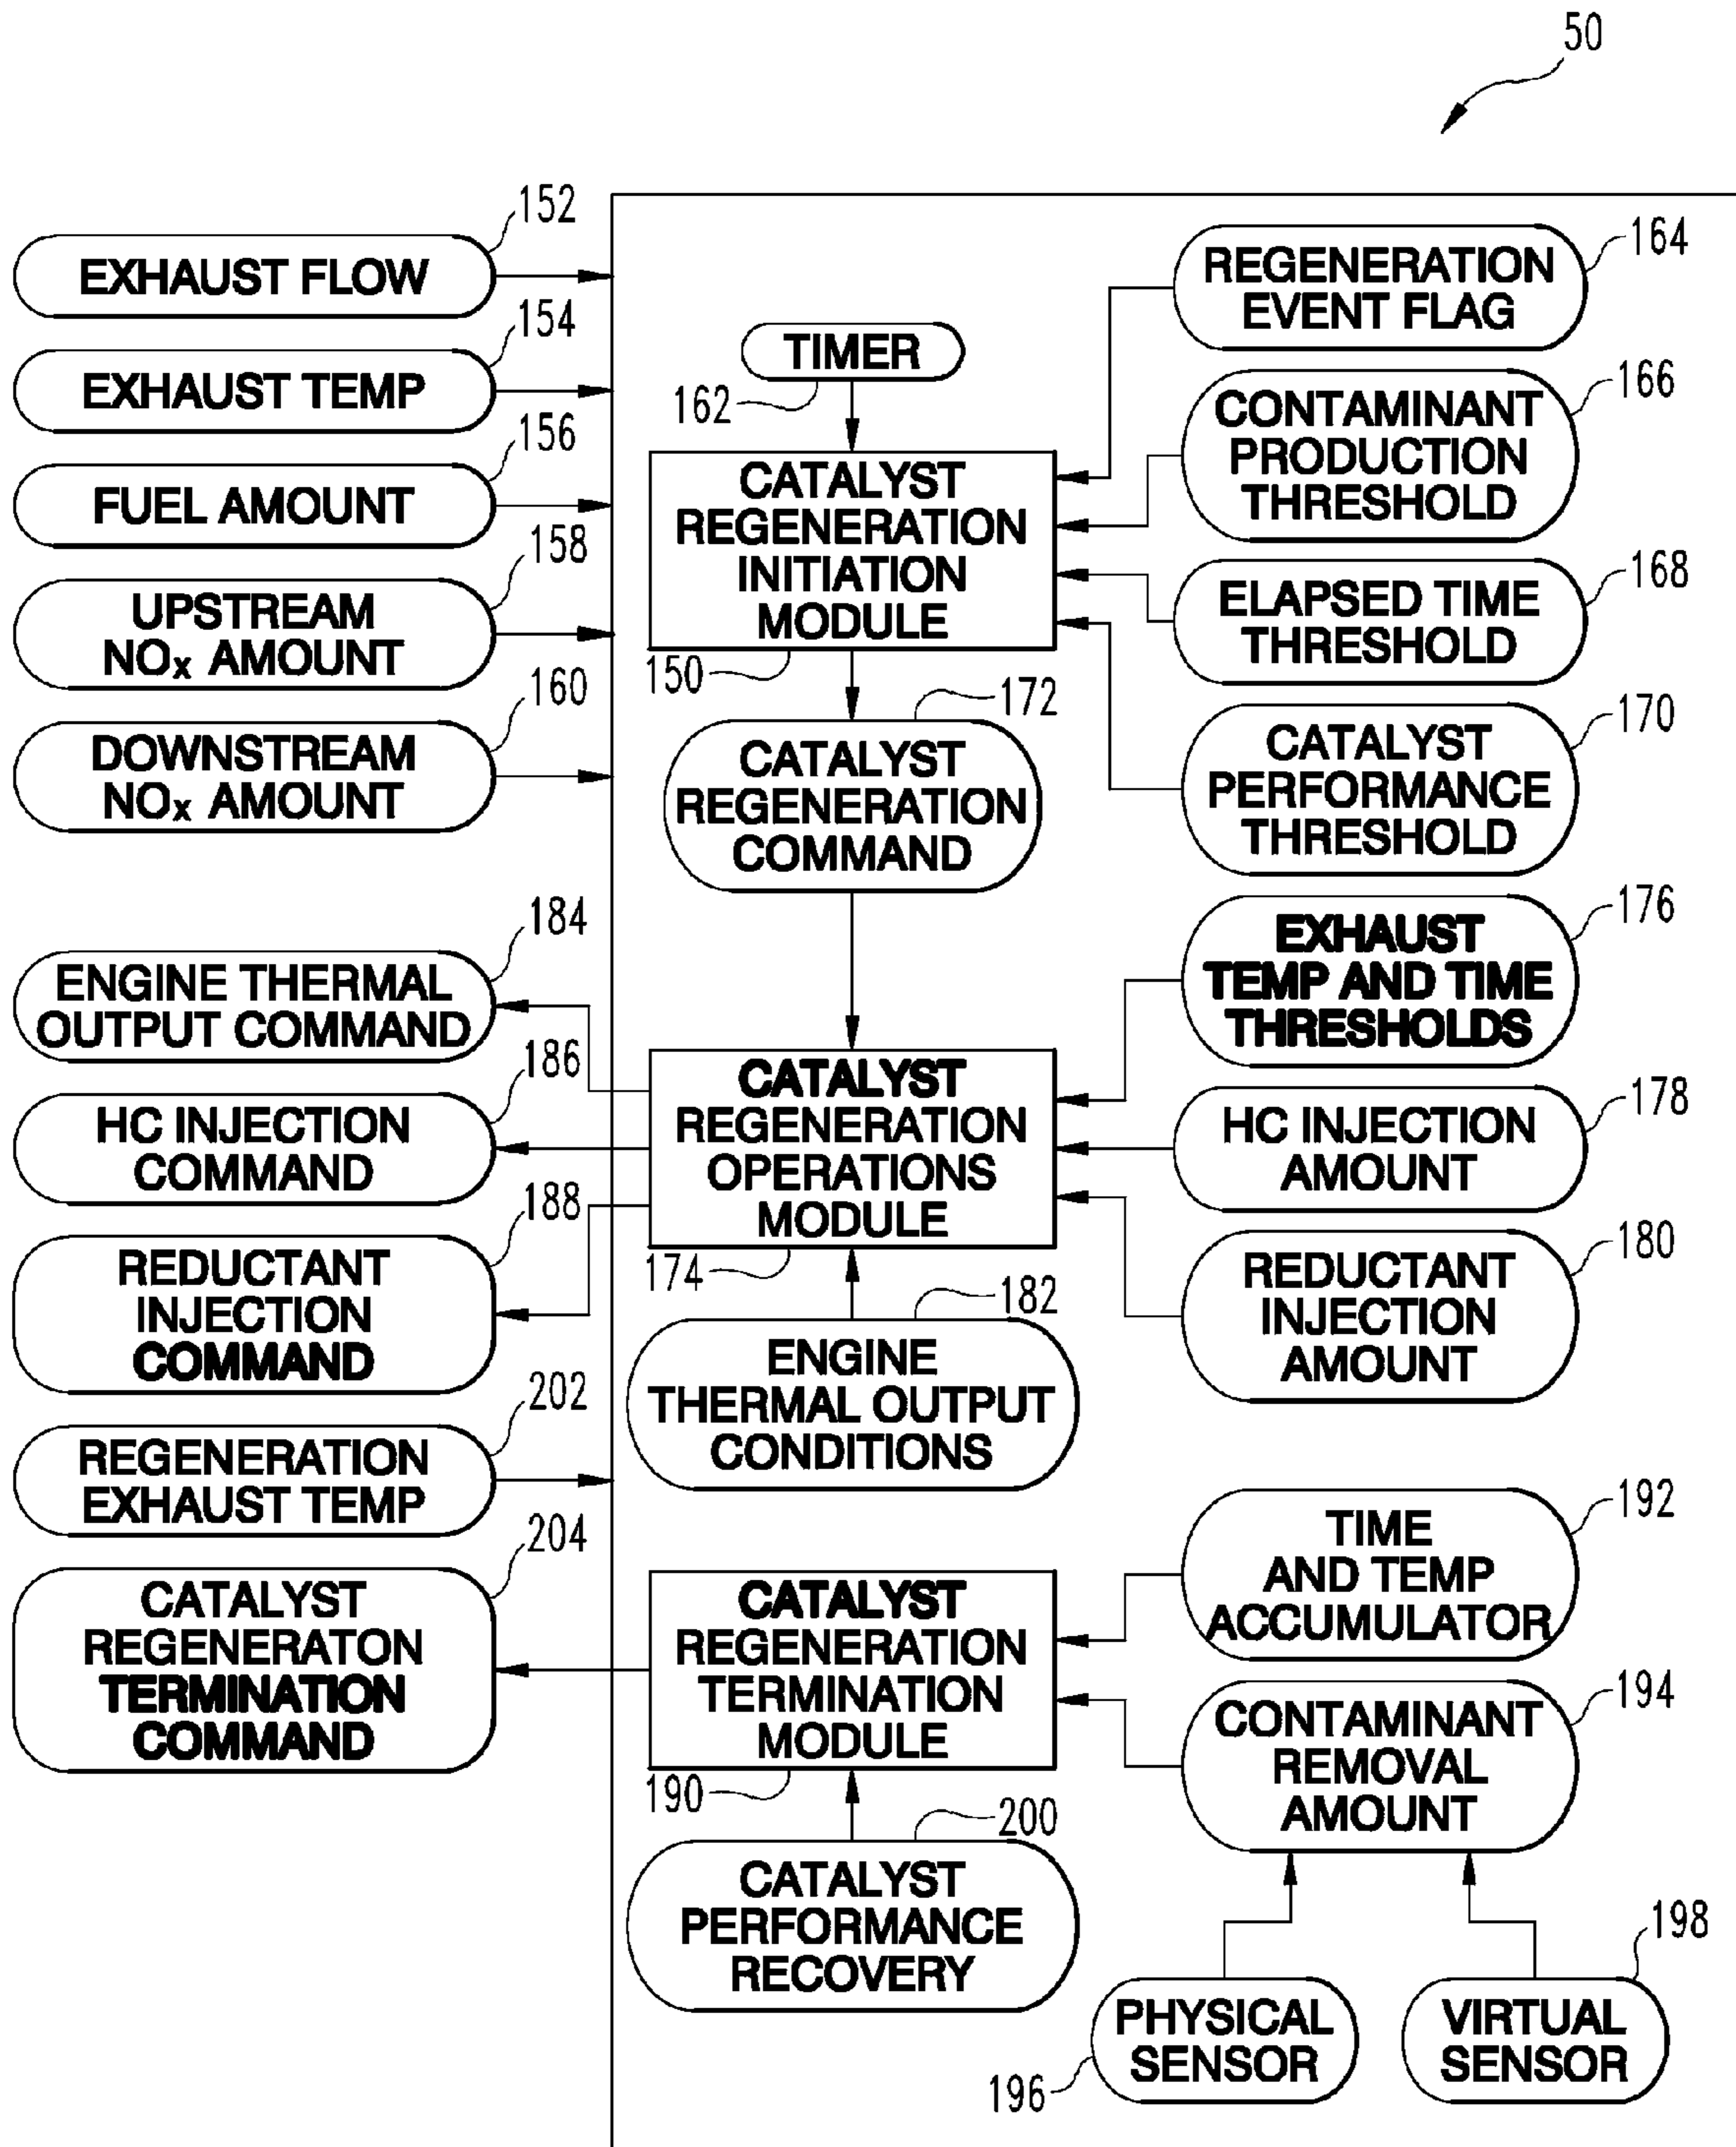 50
152
EXHAUST FLOW
154
EXHAUST TEMP
156
FUEL AMOUNT
158
UPSTREAM
NOx AMOUNT
160
DOWNSTREAM
NOx AMOUNT
184
ENGINE THERMAL
OUTPUT COMMAND
186
HC INJECTION
COMMAND
188
REDUCTANT
INJECTION
COMMAND
202
REGENERATION
EXHAUST TEMP
204
CATALYST
REGENERATON
TERMINATION
COMMAND
TIMER
162
CATALYST
REGENERATION
INITIATION
MODULE
150
172
CATALYST
REGENERATION
COMMAND
CATALYST
REGENERATION
OPERATIONS
MODULE
174
182
ENGINE
THERMAL OUTPUT
CONDITIONS
CATALYST
REGENERATION
TERMINATION
MODULE
190
200
CATALYST
PERFORMANCE
RECOVERY
164
REGENERATION
EVENT FLAG
166
CONTAMINANT
PRODUCTION
THRESHOLD
168
ELAPSED TIME
THRESHOLD
170
CATALYST
PERFORMANCE
THRESHOLD
176
EXHAUST
TEMP AND TIME
THRESHOLDS
178
HC INJECTION
AMOUNT
180
REDUCTANT
INJECTION
AMOUNT
192
TIME
AND TEMP
ACCUMULATOR
194
CONTAMINANT
REMOVAL
AMOUNT
PHYSICAL
SENSOR
196
198
VIRTUAL
SENSOR